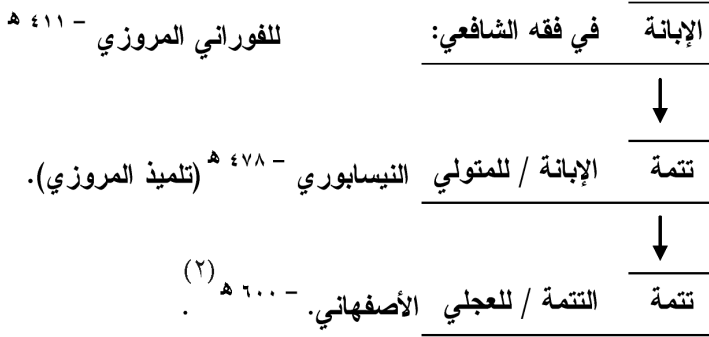 الإبانة في فقه الشافعي: للفوراني المروزي – ٤١١ هـ
تتمة الإبانة / للمتولي النيسابوري – ٤٧٨ هـ (تلميذ المروزي).
تتمة التتمة / للعجلي الأصفهاني. – ٦٠٠ هـ (٢).